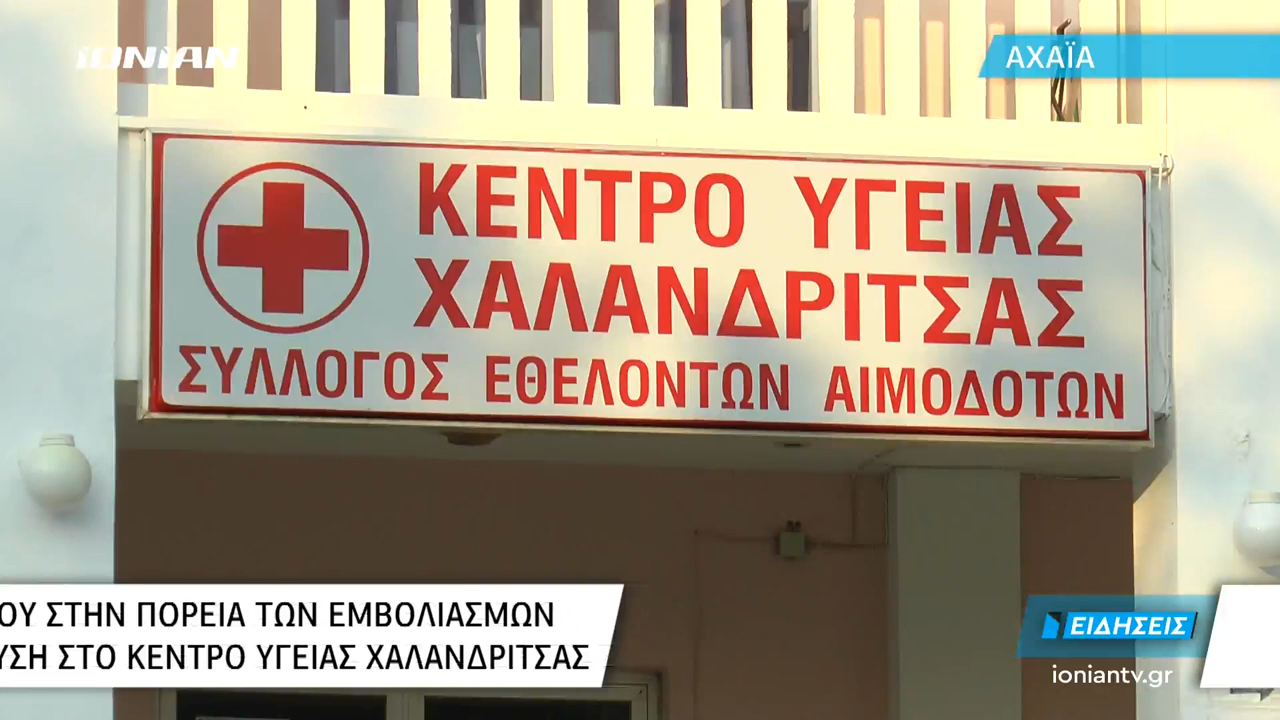 iONIAN
ΑΧΑΪΑ
ΚΕΝΤΡΟ ΥΓΕΙΑΣ
ΧΑΛΑΝΔΡΙΤΣΑΣ
ΣΥΛΛΟΓΟΣ ΕΘΕΛΟΝΤΩΝ ΑΙΜΟΔΟΤΩΝ
ΣΤΗΝ ΠΟΡΕΙΑ ΤΩΝ ΕΜΒΟΛΙΑΣΜΩΝ
ΣΤΟ ΚΕΝΤΡΟ ΥΓΕΙΑΣ ΧΑΛΑΝΔΡΙΤΣΑΣ
ΕΙΔΗΣΕΙΣ
ioniantv.gr